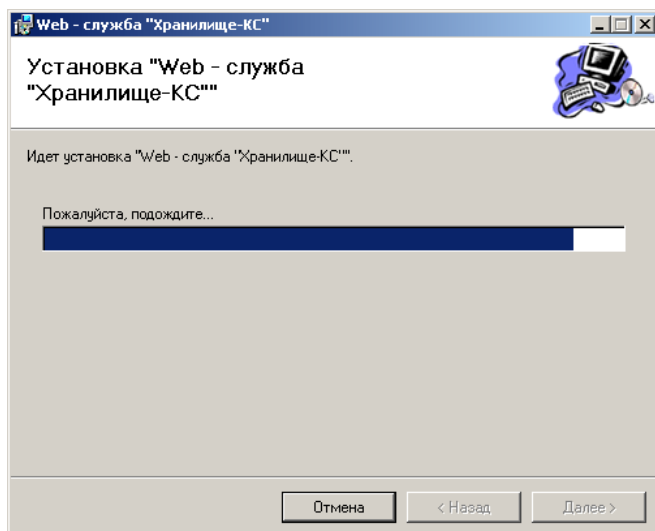 Web - служба "Хранилище-КС"
Установка "Web - служба
"Хранилище-КС""
Идет установка "Web - служба "Хранилище-КС"".
Пожалуйста, подождите...
Отмена
< Назад
Далее >